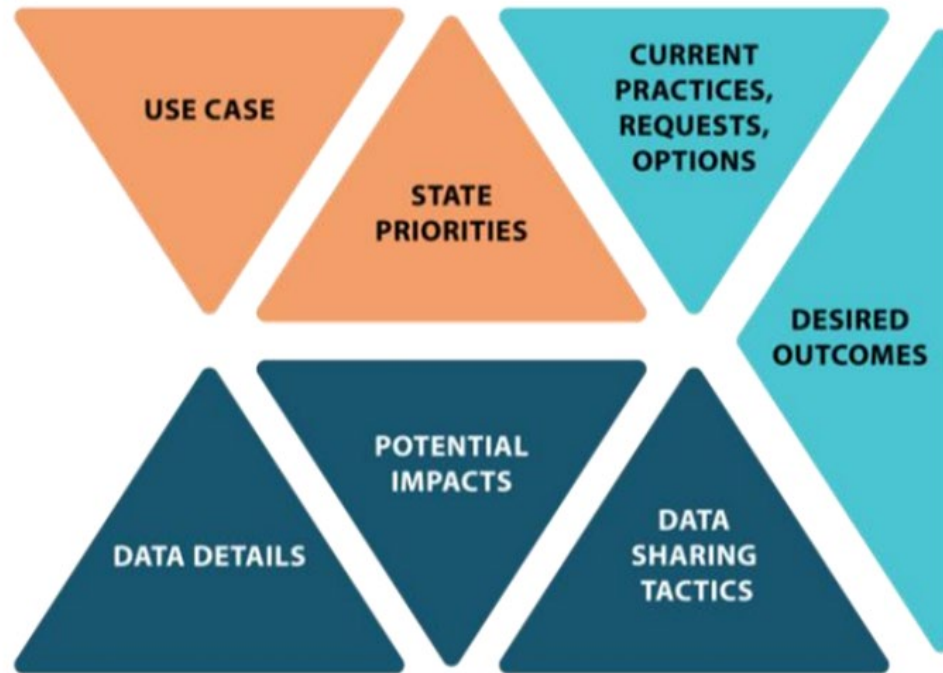 USE CASE
STATE
PRIORITIES
CURRENT
PRACTICES,
REQUESTS,
OPTIONS
DESIRED
OUTCOMES
DATA DETAILS
POTENTIAL
IMPACTS
DATA
SHARING
TACTICS